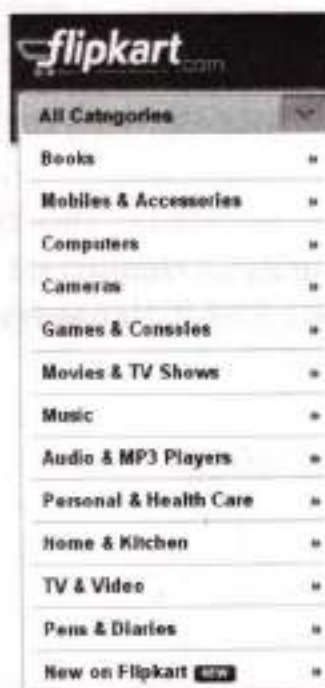 flipkart.com
All Categories
Books »
Mobiles & Accessories »
Computers »
Cameras »
Games & Consoles »
Movies & TV Shows »
Music »
Audio & MP3 Players »
Personal & Health Care »
Home & Kitchen »
TV & Video »
Pens & Diaries »
New on Flipkart NEW »